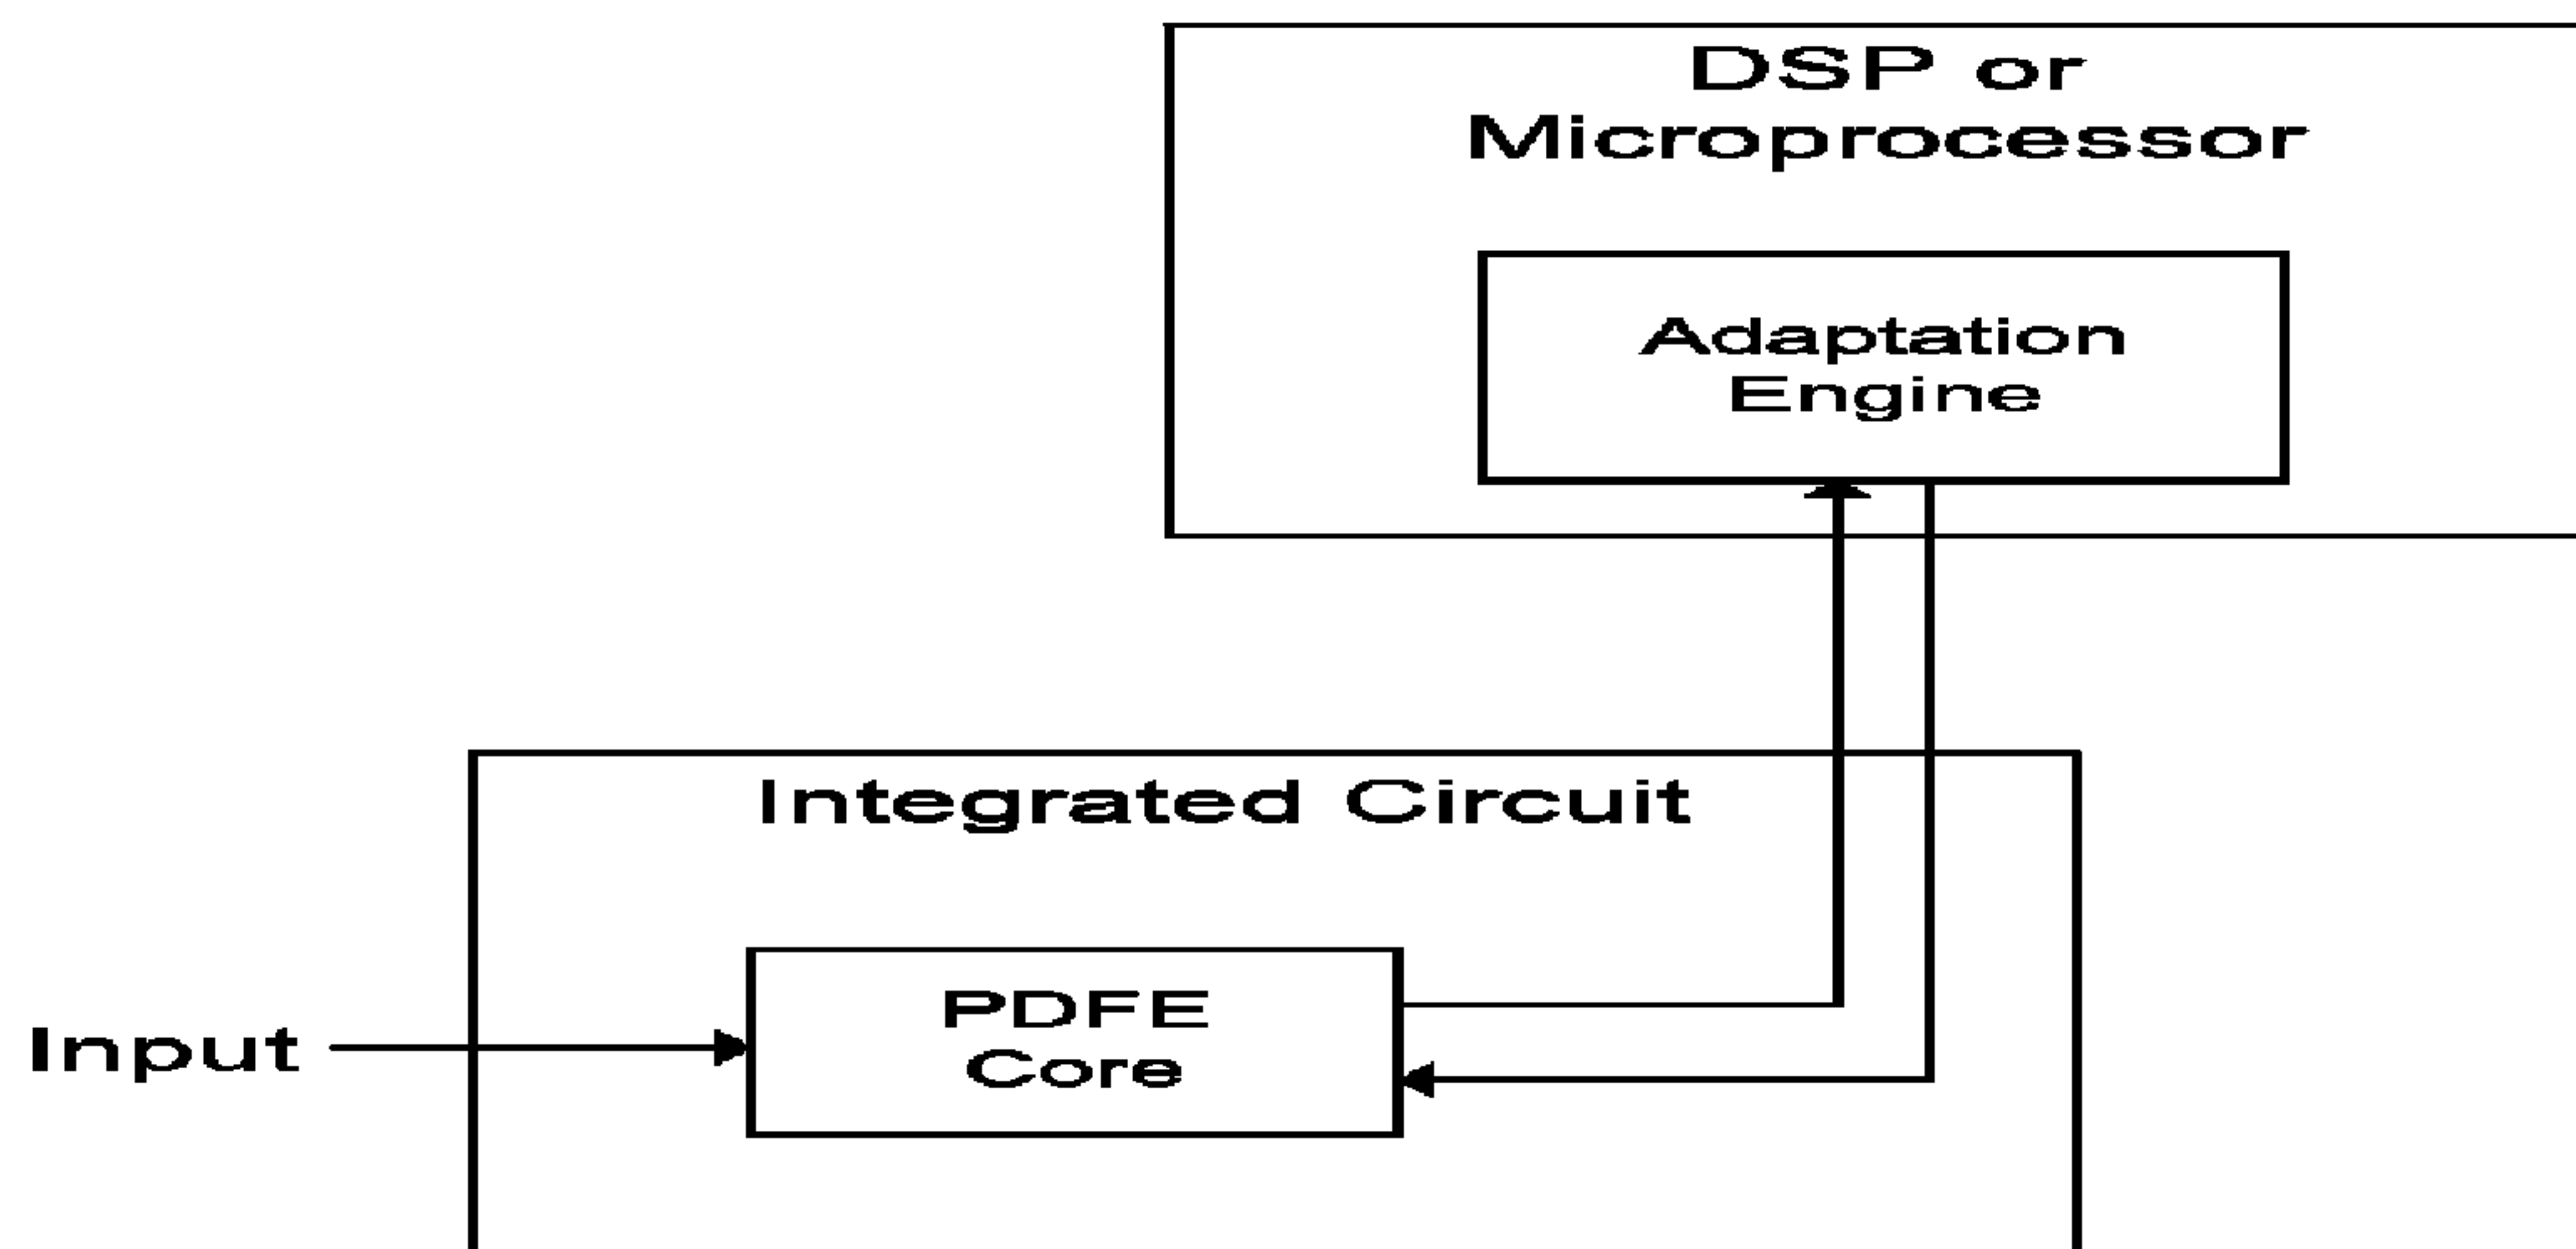 DSP or
Microprocessor
Adaptation
Engine
Integrated Circuit
PDFE
Core
Input